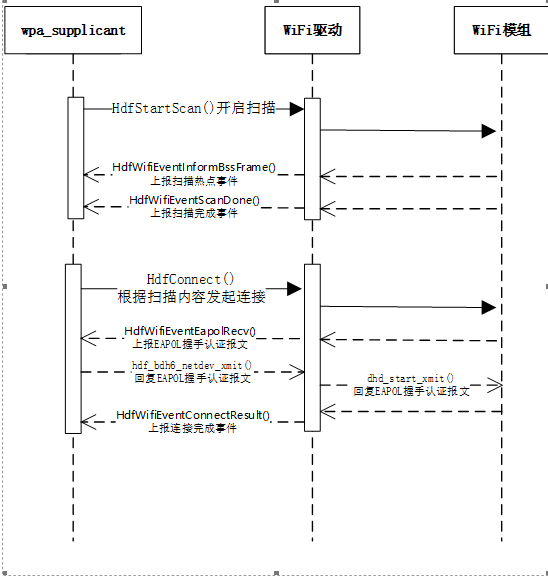 wpa_supplicant
WiFi驱动
WiFi模组
HdfStartScan()开启扫描
HdfWifiEventInformBssFrame()
上报扫描热点事件
HdfWifiEventScanDone()
上报扫描完成事件
HdfConnect()
根据扫描内容发起连接
HdfWifiEventEapolRecv()
上报EAPOL握手认证报文
hdf_bdh6_netdev_xmit()
回复EAPOL握手认证报文
dhd_start_xmit()
回复EAPOL握手认证报文
HdfWifiEventConnectResult()
上报连接完成事件